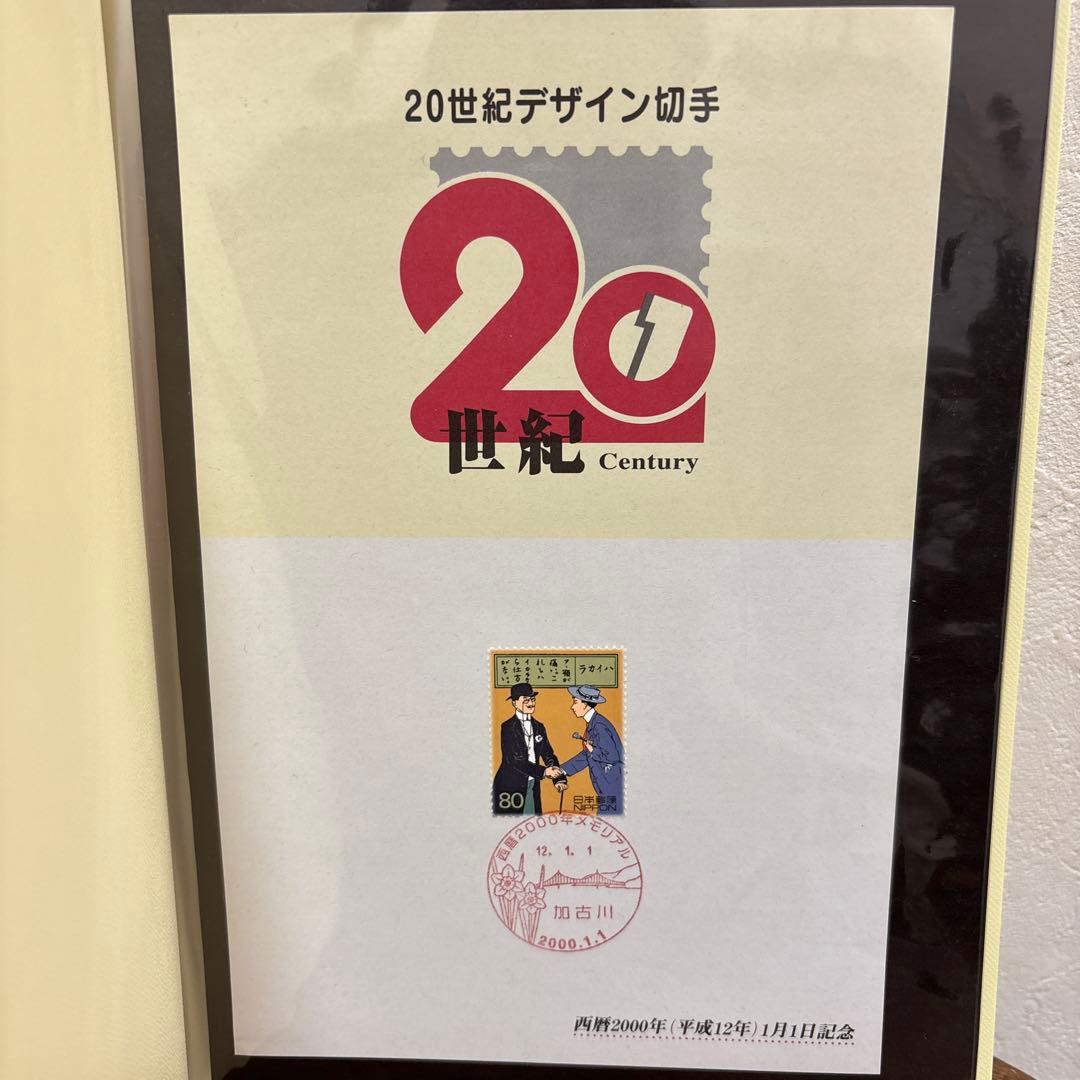 20世紀デザイン切手
20
世紀 Century
ハイカラ
80
日本郵便
NIPPON
西暦2000年メモリアル
12. 1. 1
加古川
2000.1.1
西暦2000年(平成12年)1月1日記念